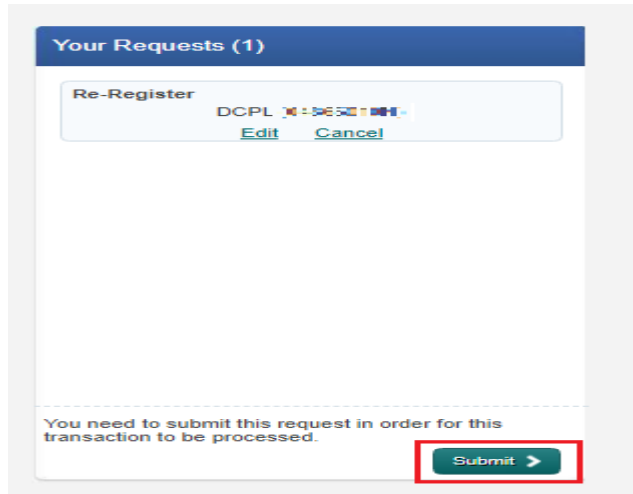 Your Requests (1)
Re-Register
DCPL
Edit Cancel
You need to submit this request in order for this
transaction to be processed.
Submit